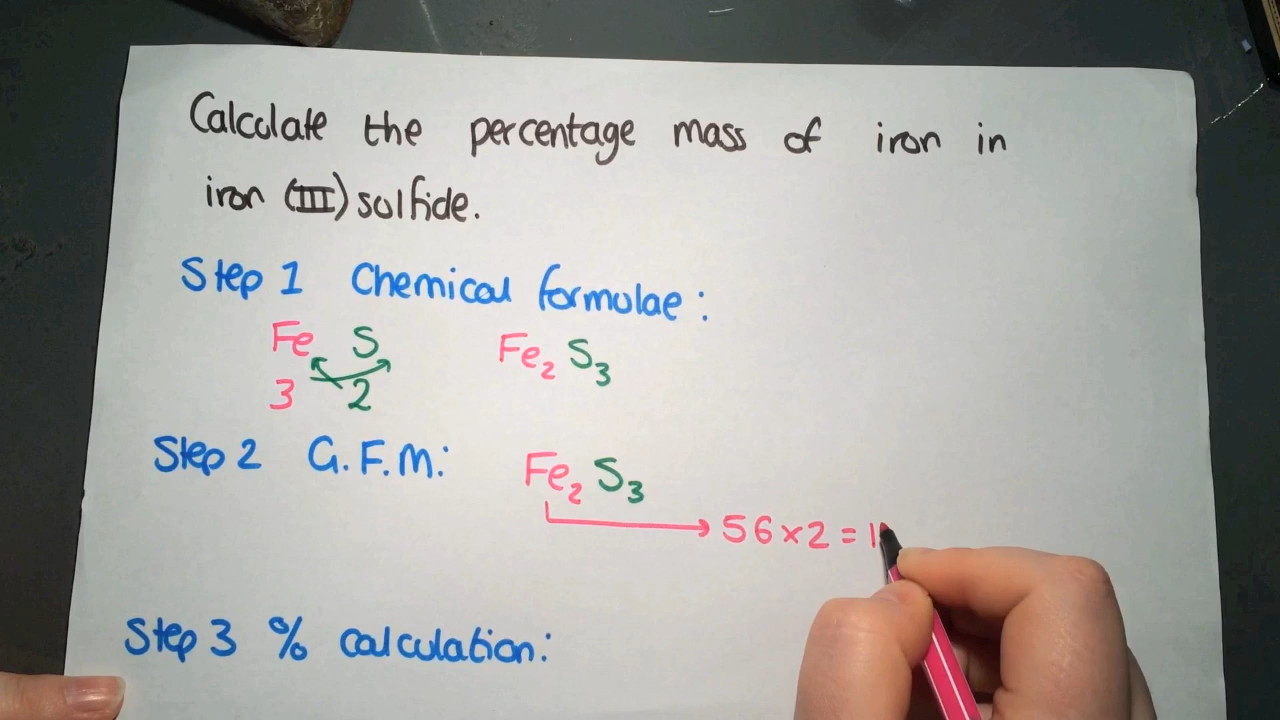 Calculate the percentage mass of iron in
iron (III) sulfide.
Step 1 Chemical formulae:
Fe S Fe₂ S₃
3 2
Step 2 G.F.M: Fe₂ S₃
56 × 2 = 1
Step 3 % calculation: